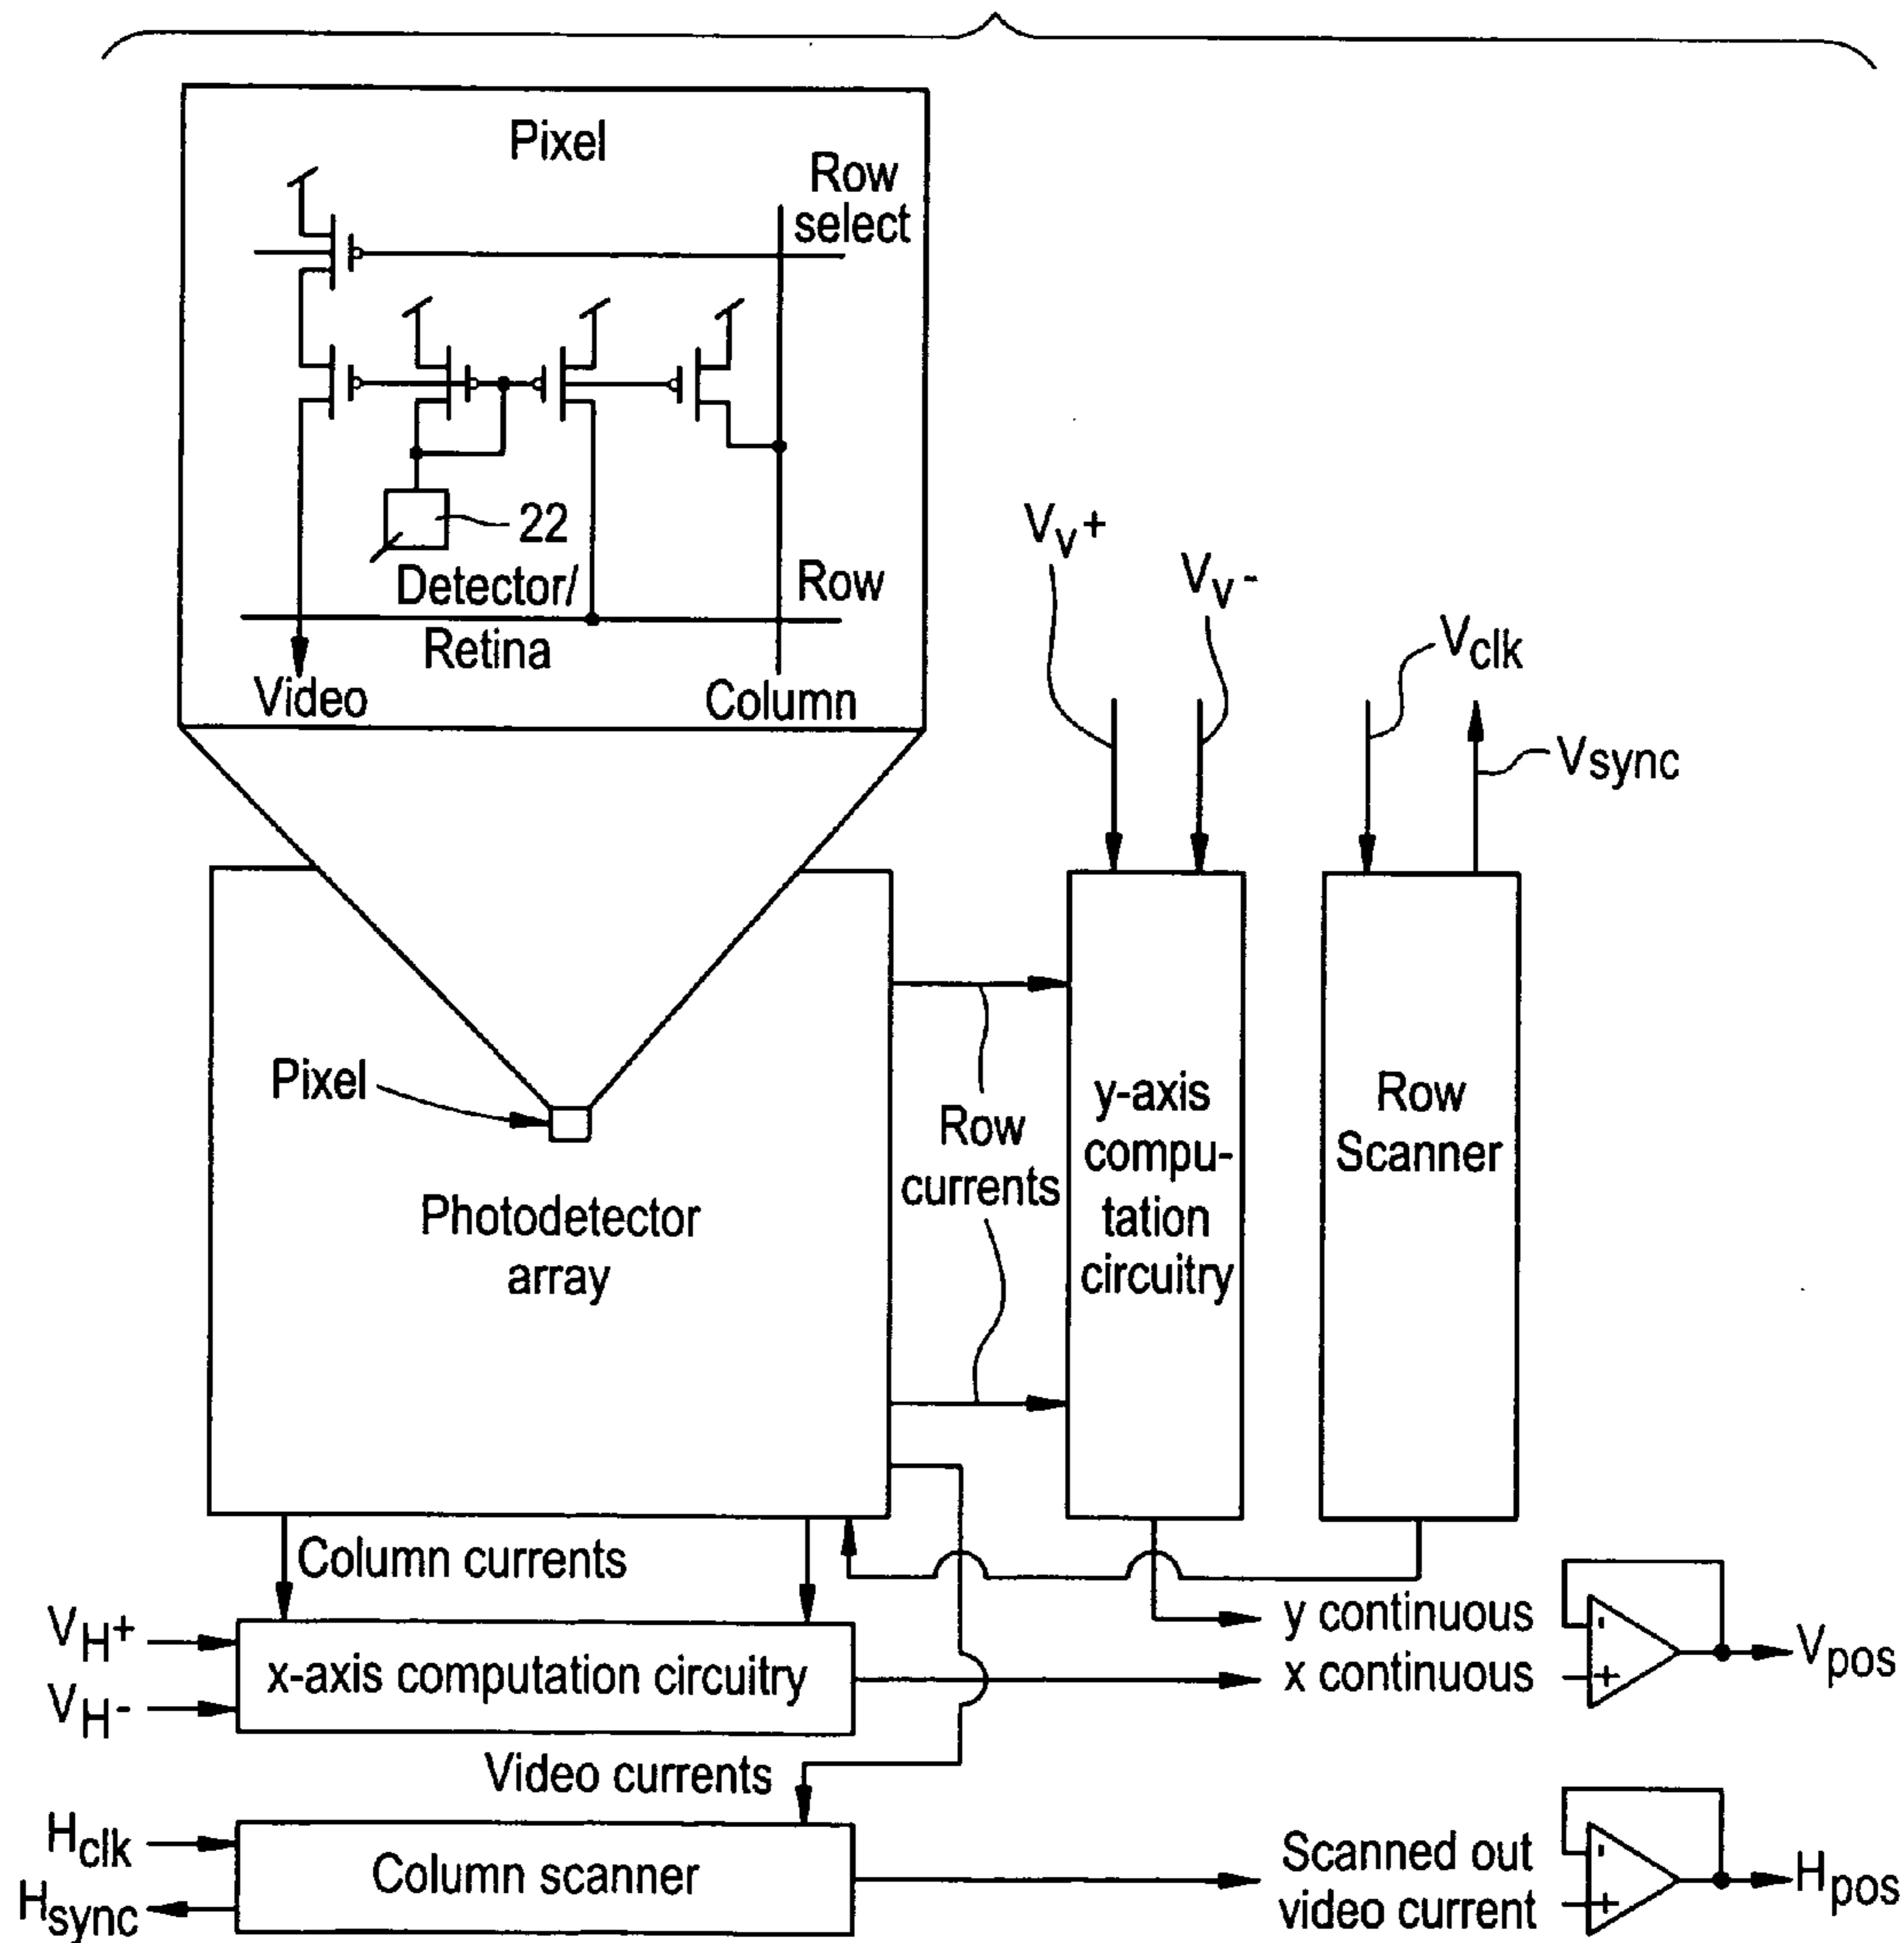 Pixel
Row
select
22
Detector/
Retina
Row
Video
Column
VV+
VV-
Vclk
Vsync
Pixel
Photodetector
array
Row
currents
y-axis
compu-
tation
circuitry
Row
Scanner
Column currents
VH+
VH-
x-axis computation circuitry
y continuous
x continuous
-
+
Vpos
Video currents
Hclk
Hsync
Column scanner
Scanned out
video current
-
+
Hpos